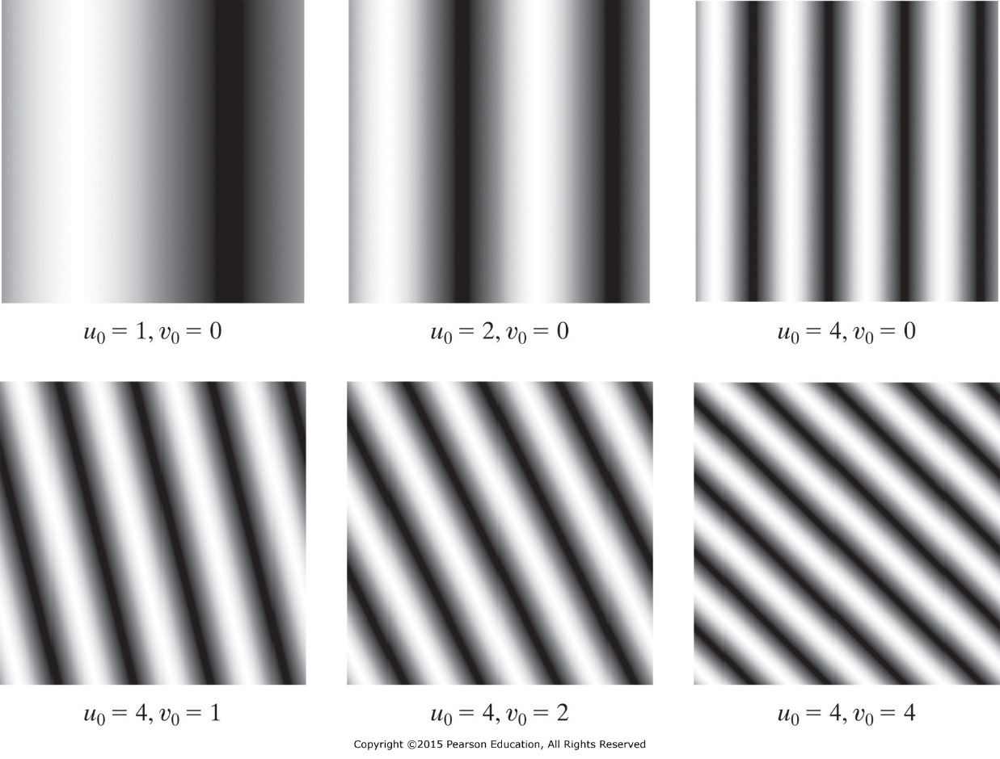 u₀ = 1, v₀ = 0
u₀ = 2, v₀ = 0
u₀ = 4, v₀ = 0
u₀ = 4, v₀ = 1
u₀ = 4, v₀ = 2
u₀ = 4, v₀ = 4
Copyright ©2015 Pearson Education, All Rights Reserved